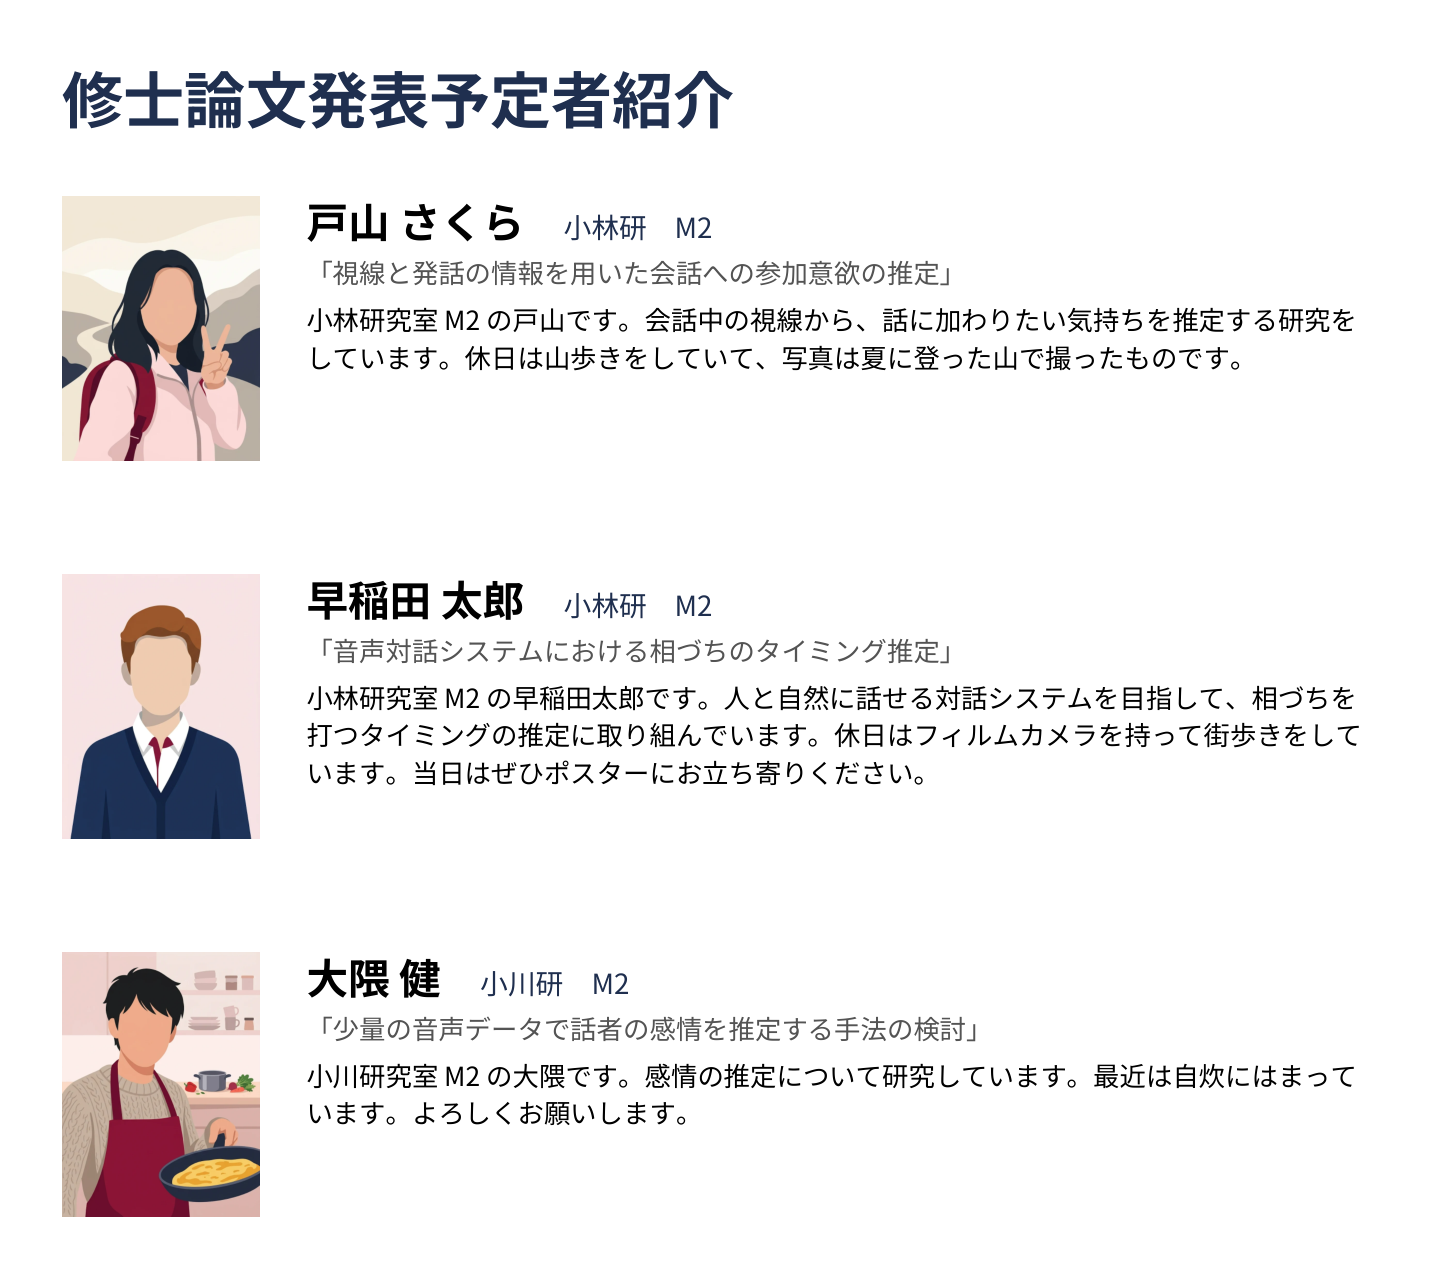 修士論文発表予定者紹介
戸山 さくら 小林研 M2
「視線と発話の情報を用いた会話への参加意欲の推定」
小林研究室 M2 の戸山です。会話中の視線から、話に加わりたい気持ちを推定する研究を
しています。休日は山歩きをしていて、写真は夏に登った山で撮ったものです。
早稲田 太郎 小林研 M2
「音声対話システムにおける相づちのタイミング推定」
小林研究室 M2 の早稲田太郎です。人と自然に話せる対話システムを目指して、相づちを
打つタイミングの推定に取り組んでいます。休日はフィルムカメラを持って街歩きをして
います。当日はぜひポスターにお立ち寄りください。
大隈 健 小川研 M2
「少量の音声データで話者の感情を推定する手法の検討」
小川研究室 M2 の大隈です。感情の推定について研究しています。最近は自炊にはまって
います。よろしくお願いします。